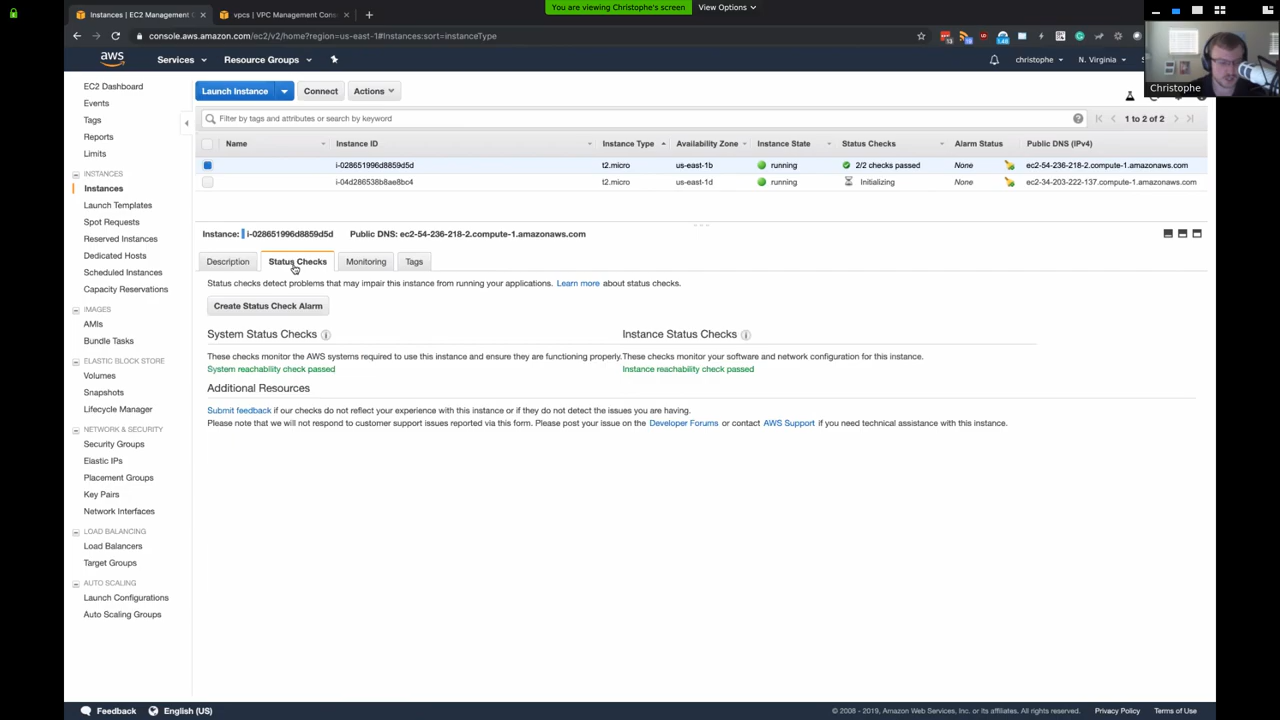 You are viewing Christophe's screen View Options
Instances | EC2 Management C
vpcs | VPC Management Cons
console.aws.amazon.com/ec2/v2/home?region=us-east-1#Instances:sort=instanceType
aws Services Resource Groups christophe N. Virginia
Christophe
EC2 Dashboard
Events
Tags
Reports
Limits
INSTANCES
Instances
Launch Templates
Spot Requests
Reserved Instances
Dedicated Hosts
Scheduled Instances
Capacity Reservations
IMAGES
AMIs
Bundle Tasks
ELASTIC BLOCK STORE
Volumes
Snapshots
Lifecycle Manager
NETWORK & SECURITY
Security Groups
Elastic IPs
Placement Groups
Key Pairs
Network Interfaces
LOAD BALANCING
Load Balancers
Target Groups
AUTO SCALING
Launch Configurations
Auto Scaling Groups
Launch Instance Connect Actions
Filter by tags and attributes or search by keyword
1 to 2 of 2
Name Instance ID Instance Type Availability Zone Instance State Status Checks Alarm Status Public DNS (IPv4)
i-028651996d8859d5d t2.micro us-east-1b running 2/2 checks passed None ec2-54-236-218-2.compute-1.amazonaws.com
i-04d286538b8ae8bc4 t2.micro us-east-1d running Initializing None ec2-34-203-222-137.compute-1.amazonaws.com
Instance: i-028651996d8859d5d Public DNS: ec2-54-236-218-2.compute-1.amazonaws.com
Description Status Checks Monitoring Tags
Status checks detect problems that may impair this instance from running your applications. Learn more about status checks.
Create Status Check Alarm
System Status Checks
These checks monitor the AWS systems required to use this instance and ensure they are functioning properly.
System reachability check passed
Instance Status Checks
These checks monitor your software and network configuration for this instance.
Instance reachability check passed
Additional Resources
Submit feedback if our checks do not reflect your experience with this instance or if they do not detect the issues you are having.
Please note that we will not respond to customer support issues reported via this form. Please post your issue on the Developer Forums or contact AWS Support if you need technical assistance with this instance.
Feedback English (US)
© 2008 - 2019, Amazon Web Services, Inc. or its affiliates. All rights reserved. Privacy Policy Terms of Use